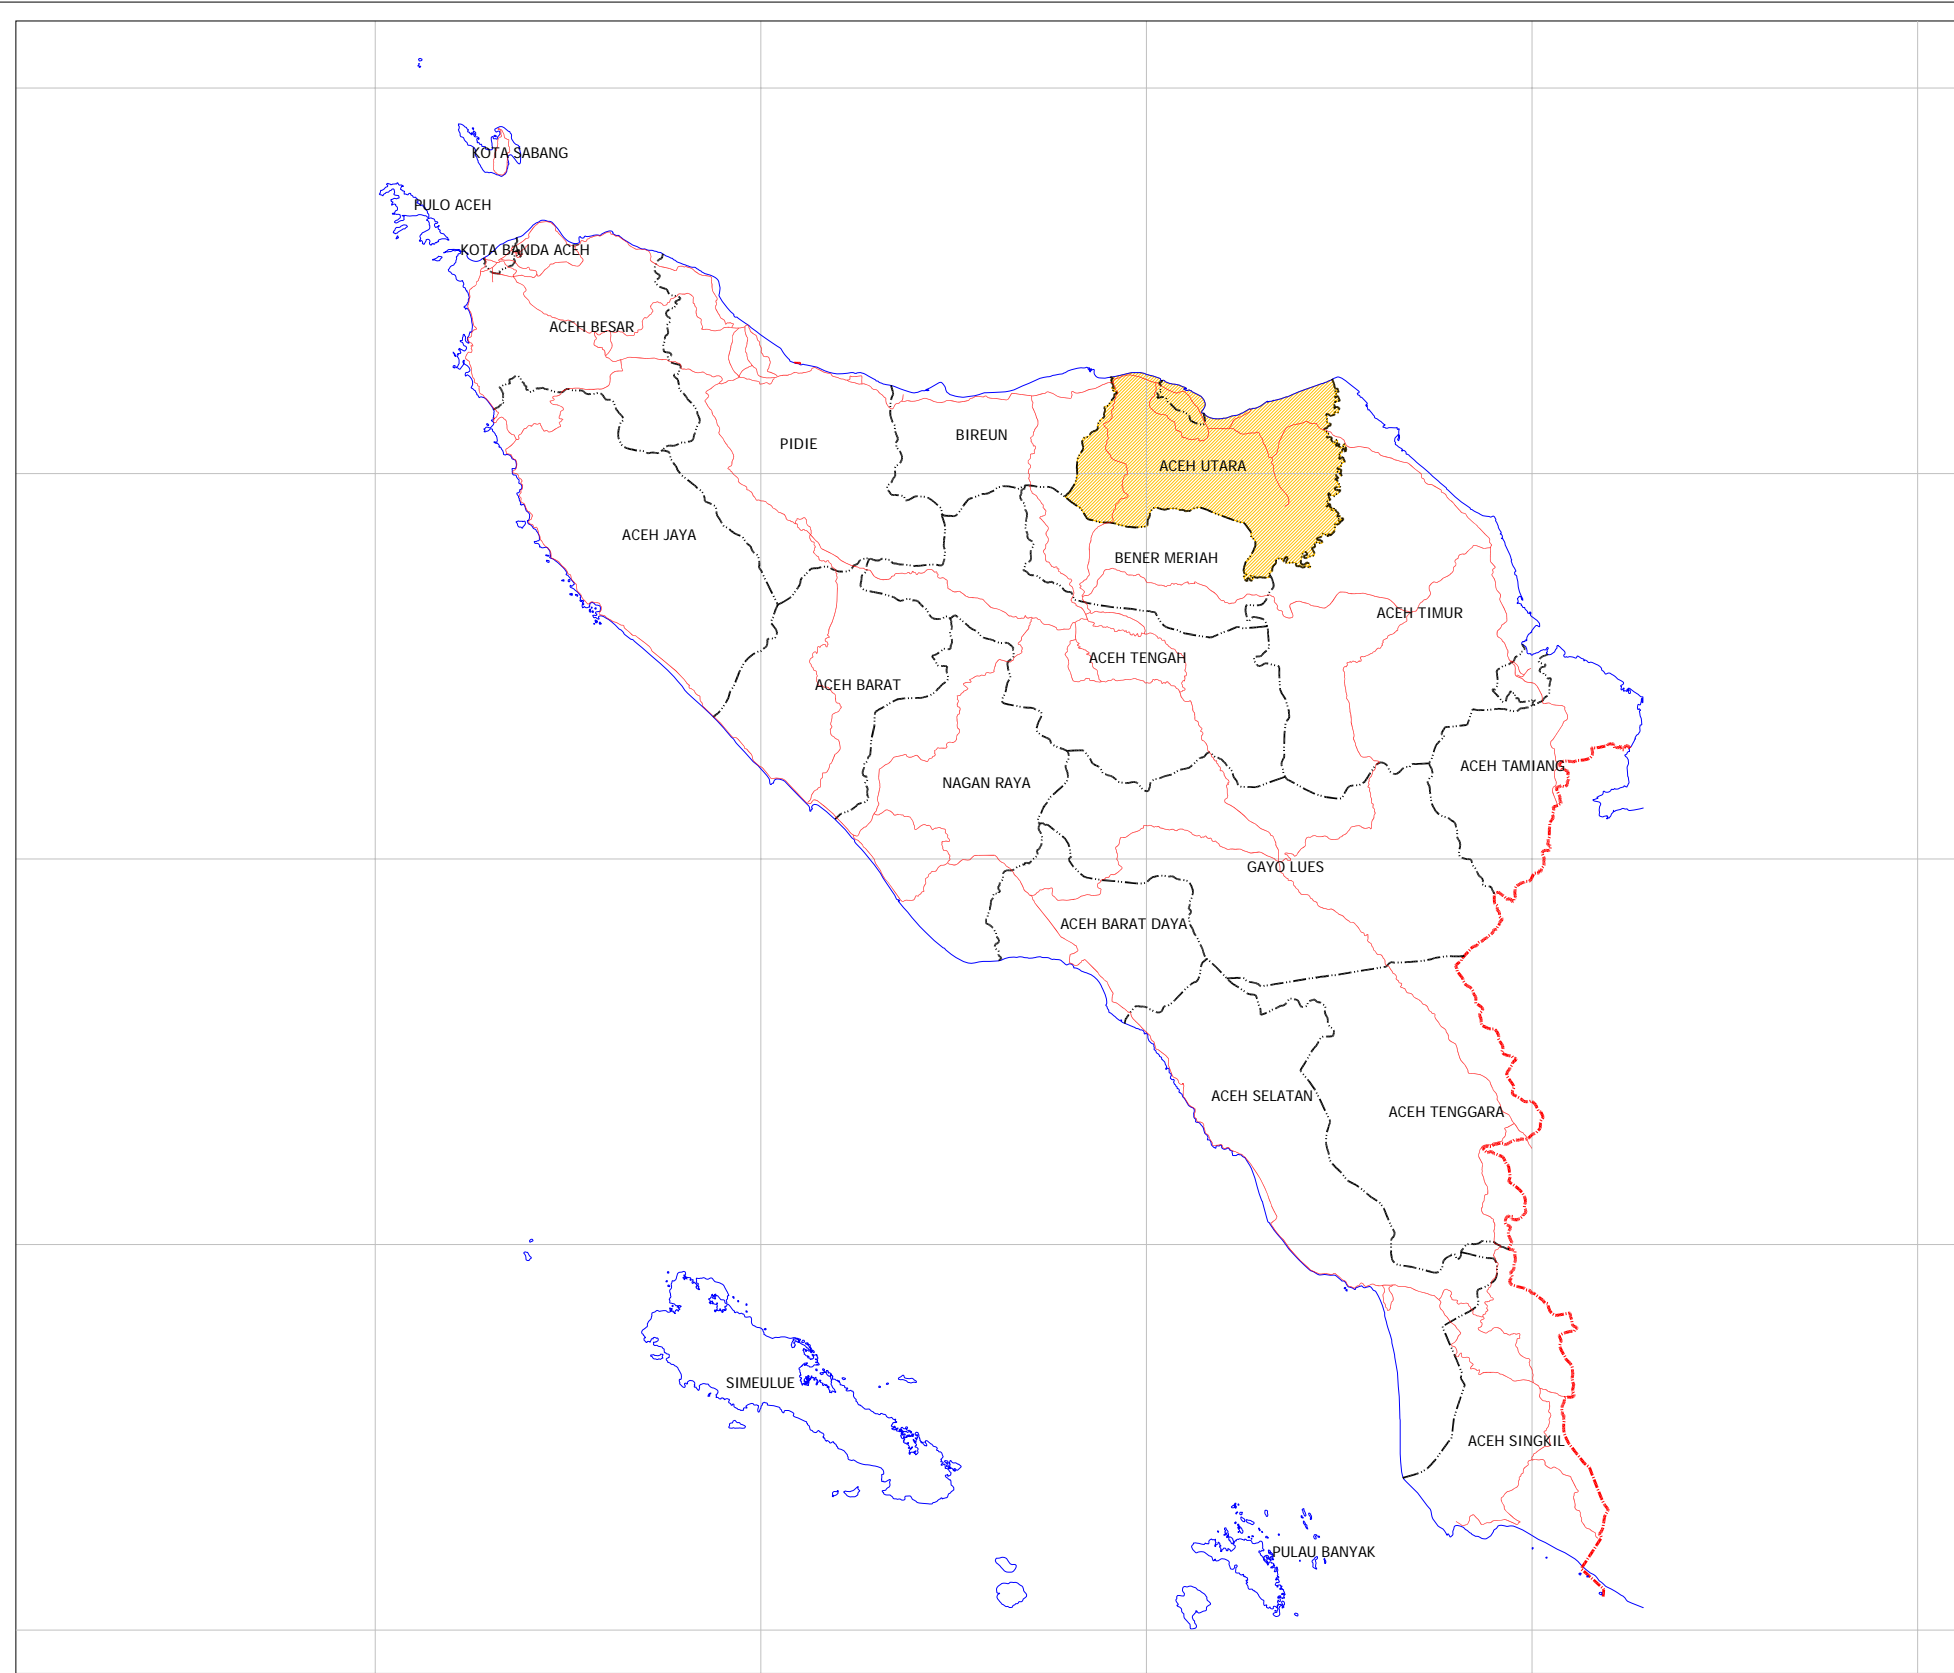 KOTA SABANG
PULO ACEH
KOTA BANDA ACEH
ACEH BESAR
PIDIE
BIREUN
ACEH UTARA
ACEH JAYA
BENER MERIAH
ACEH TIMUR
ACEH TENGAH
ACEH BARAT
ACEH TAMIANG
NAGAN RAYA
GAYO LUES
ACEH BARAT DAYA
ACEH SELATAN
ACEH TENGGARA
SIMEULUE
ACEH SINGKIL
PULAU BANYAK